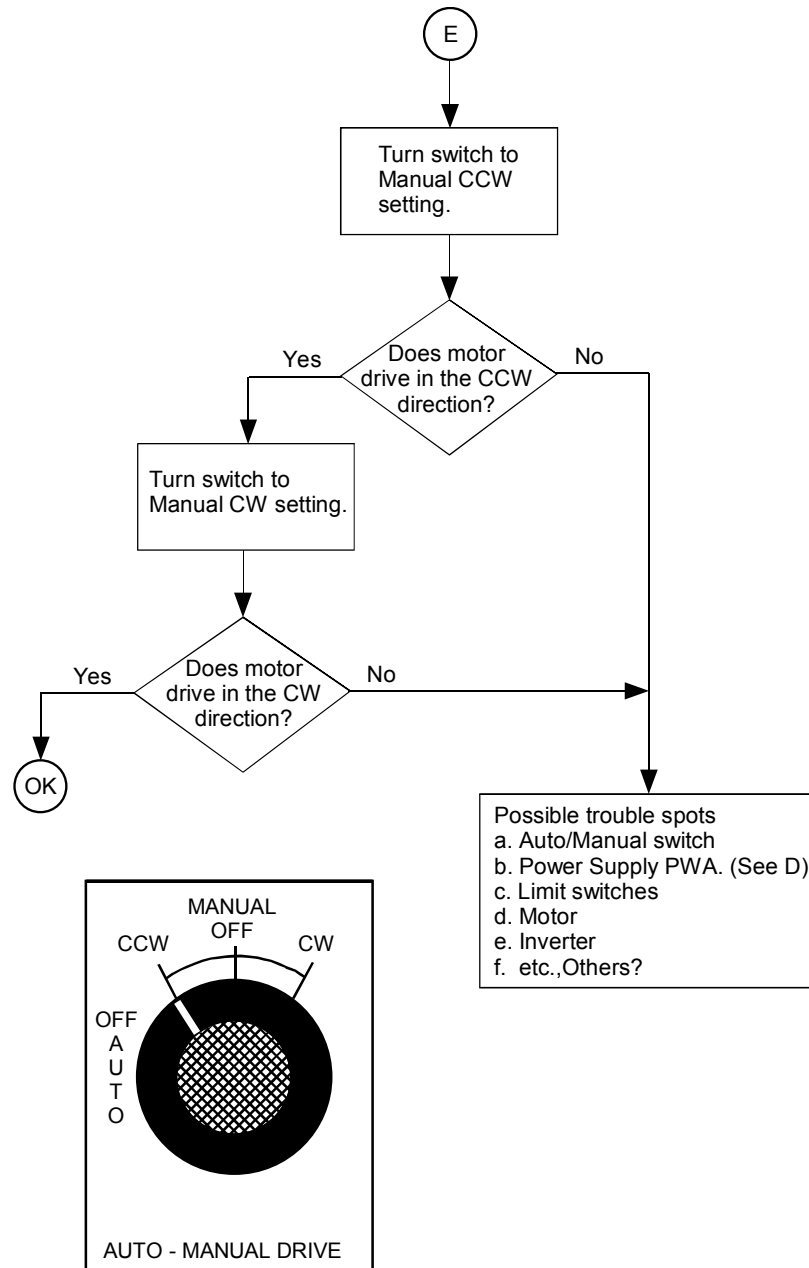 E
Turn switch to
Manual CCW
setting.
Does motor
drive in the CCW
direction?
Yes
No
Turn switch to
Manual CW setting.
Does motor
drive in the CW
direction?
Yes
No
OK
Possible trouble spots
a. Auto/Manual switch
b. Power Supply PWA. (See D)
c. Limit switches
d. Motor
e. Inverter
f. etc.,Others?
MANUAL
OFF
CCW
CW
OFF
A
U
T
O
AUTO - MANUAL DRIVE